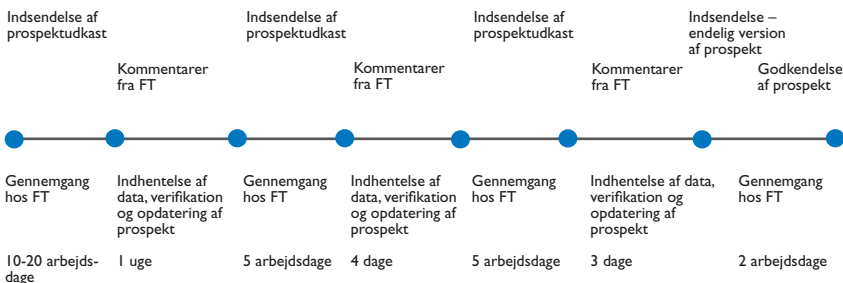 Indsendelse af
prospektudkast
Indsendelse af
prospektudkast
Indsendelse af
prospektudkast
Indsendelse –
endelig version
af prospekt
Kommentarer
fra FT
Kommentarer
fra FT
Kommentarer
fra FT
Godkendelse
af prospekt
Gennemgang
hos FT
Indhentelse af
data, verifikation
og opdatering af
prospekt
Gennemgang
hos FT
Indhentelse af
data, verifikation
og opdatering af
prospekt
Gennemgang
hos FT
Indhentelse af data,
verifikation og
opdatering af
prospekt
Gennemgang
hos FT
10-20 arbejds-
dage
1 uge
5 arbejdsdage
4 dage
5 arbejdsdage
3 dage
2 arbejdsdage